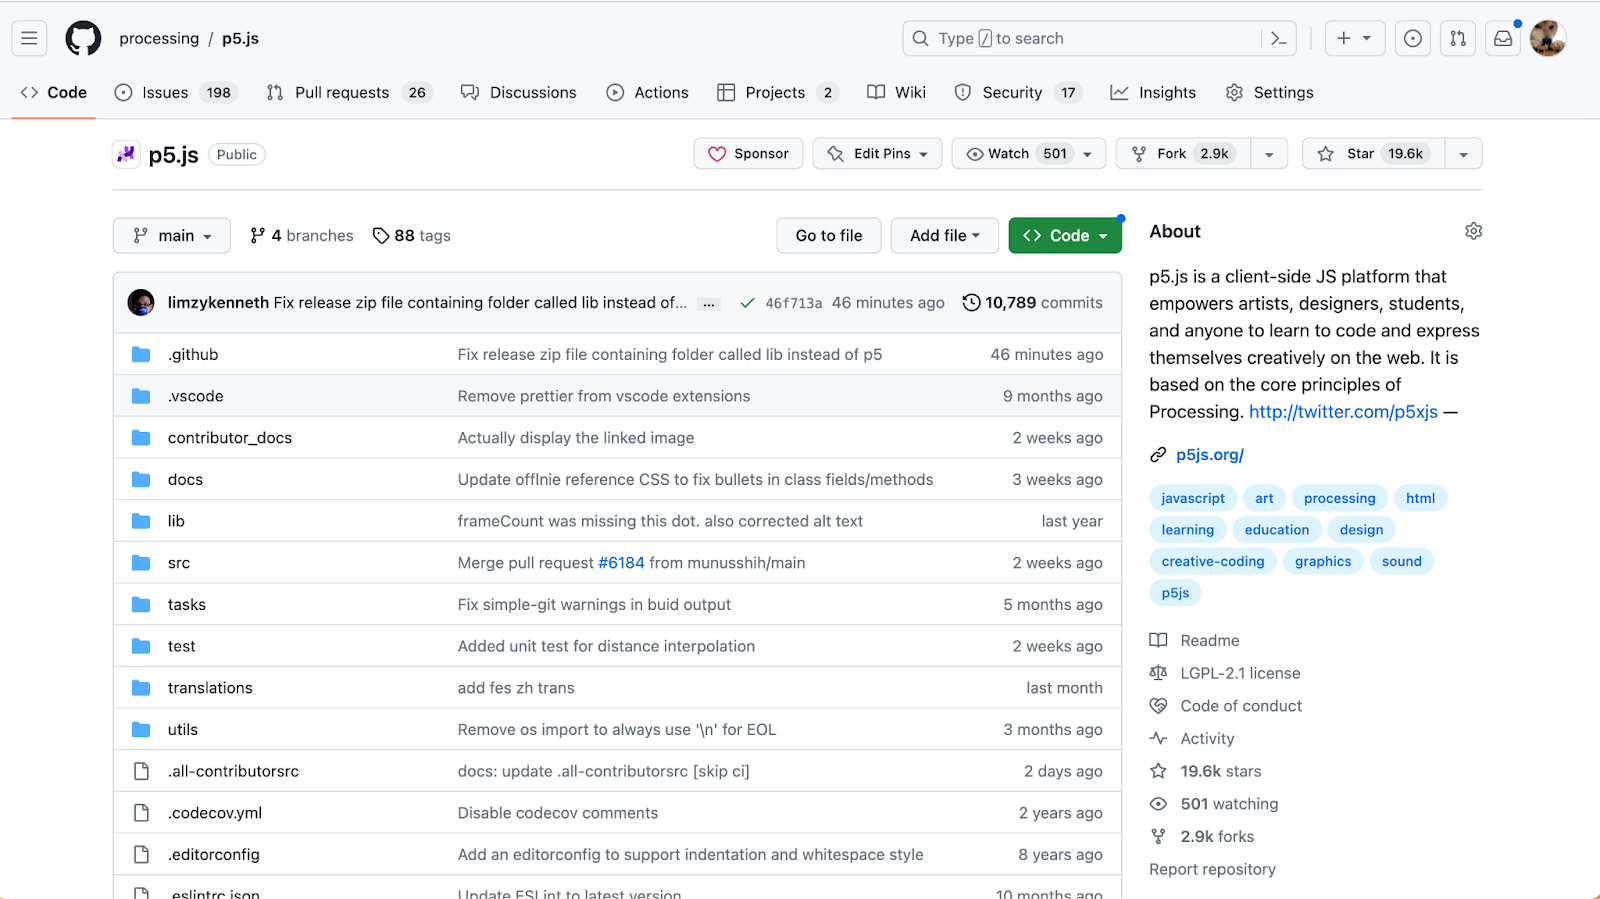 processing / p5.js
Type / to search
Code
Issues 198
Pull requests 26
Discussions
Actions
Projects 2
Wiki
Security 17
Insights
Settings
p5.js Public
Sponsor
Edit Pins
Watch 501
Fork 2.9k
Star 19.6k
main
4 branches
88 tags
Go to file
Add file
Code
limzykenneth Fix release zip file containing folder called lib instead of... ... 46f713a 46 minutes ago 10,789 commits
.github Fix release zip file containing folder called lib instead of p5 46 minutes ago
.vscode Remove prettier from vscode extensions 9 months ago
contributor_docs Actually display the linked image 2 weeks ago
docs Update offlnie reference CSS to fix bullets in class fields/methods 3 weeks ago
lib frameCount was missing this dot. also corrected alt text last year
src Merge pull request #6184 from munusshih/main 2 weeks ago
tasks Fix simple-git warnings in buid output 5 months ago
test Added unit test for distance interpolation 2 weeks ago
translations add fes zh trans last month
utils Remove os import to always use '\n' for EOL 3 months ago
.all-contributorsrc docs: update .all-contributorsrc [skip ci] 2 days ago
.codecov.yml Disable codecov comments 2 years ago
.editorconfig Add an editorconfig to support indentation and whitespace style 8 years ago
.eslintrc.json Update ESLint to latest version 10 months ago
About
p5.js is a client-side JS platform that
empowers artists, designers, students,
and anyone to learn to code and express
themselves creatively on the web. It is
based on the core principles of
Processing. http://twitter.com/p5xjs —
p5js.org/
javascript art processing html
learning education design
creative-coding graphics sound
p5js
Readme
LGPL-2.1 license
Code of conduct
Activity
19.6k stars
501 watching
2.9k forks
Report repository